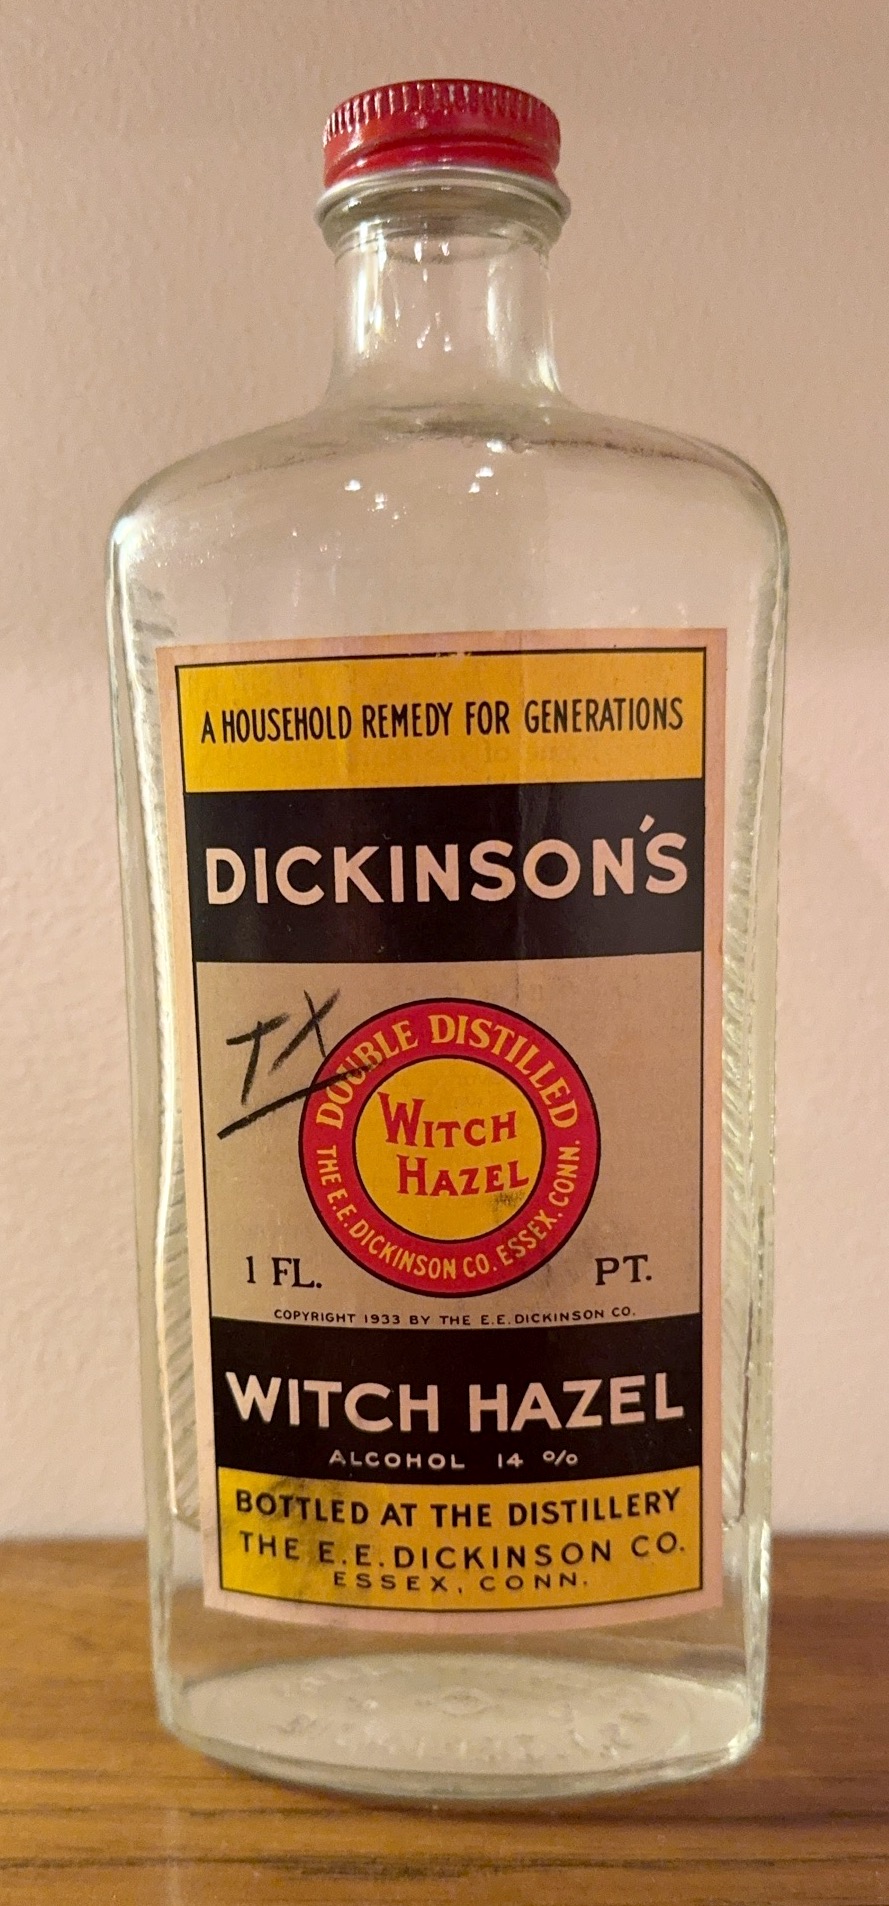 A HOUSEHOLD REMEDY FOR GENERATIONS
DICKINSON'S
TX
DOUBLE DISTILLED
WITCH
HAZEL
THE E.E. DICKINSON CO. ESSEX, CONN.
1 FL. PT.
COPYRIGHT 1933 BY THE E.E. DICKINSON CO.
WITCH HAZEL
ALCOHOL 14 %
BOTTLED AT THE DISTILLERY
THE E.E. DICKINSON CO.
ESSEX, CONN.